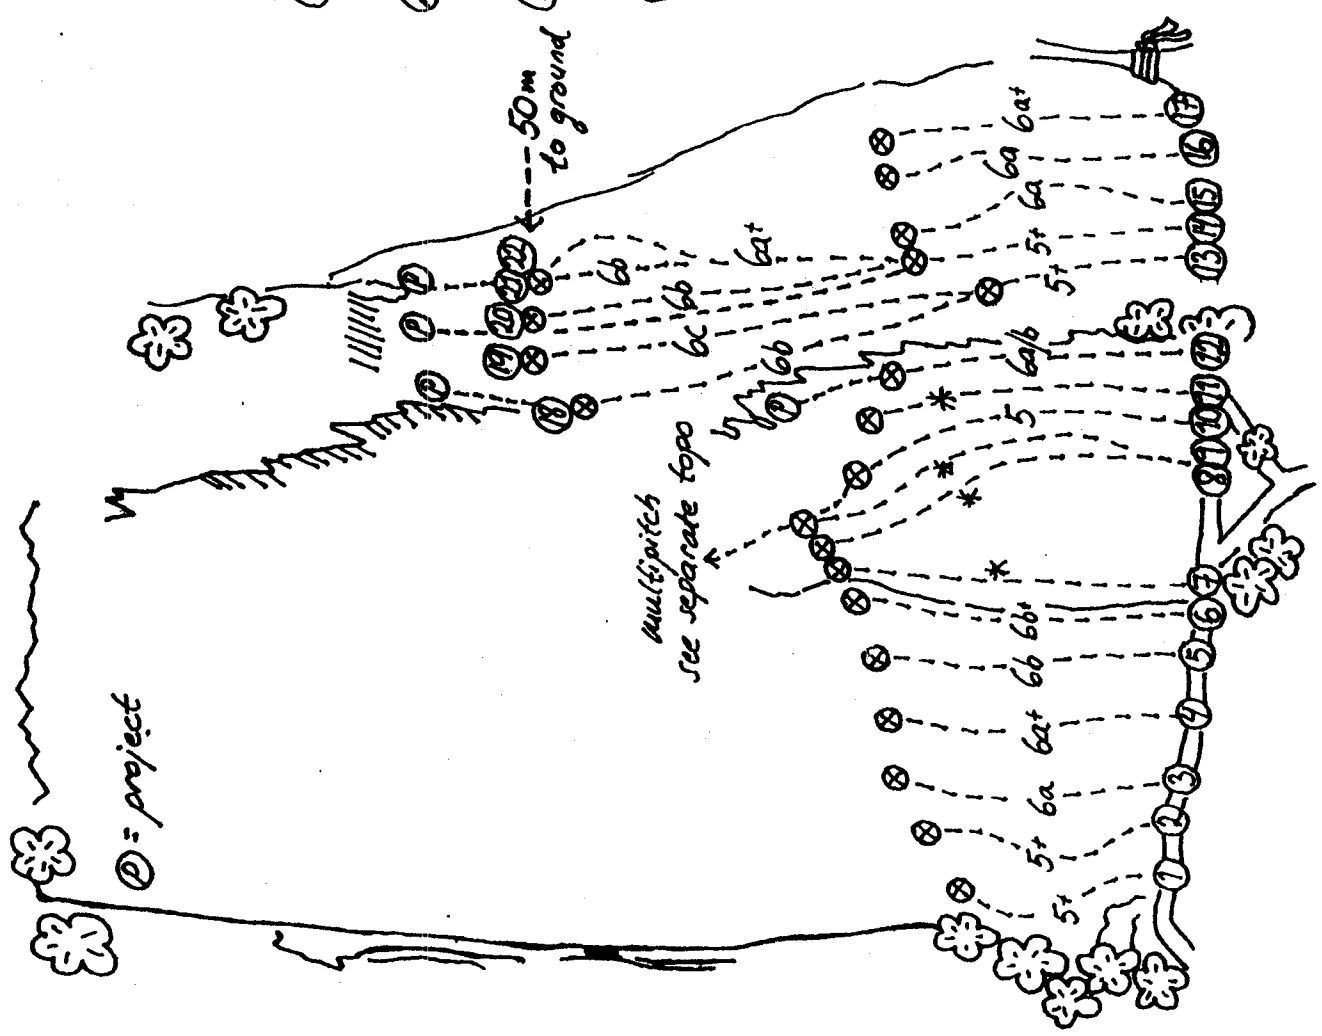 P = project
P P P
18 19 20 21 22
50m
to ground
6b
6b 6c 6b 6a+
multipitch
see separate topo
P
* * * 5 *
5+ 5+ 6a 6a+ 6b 6b+ 6a/b 5+ 5+ 6a 6a 6a+
1 2 3 4 5 6 7 8 9 10 11 12 13 14 15 16 17